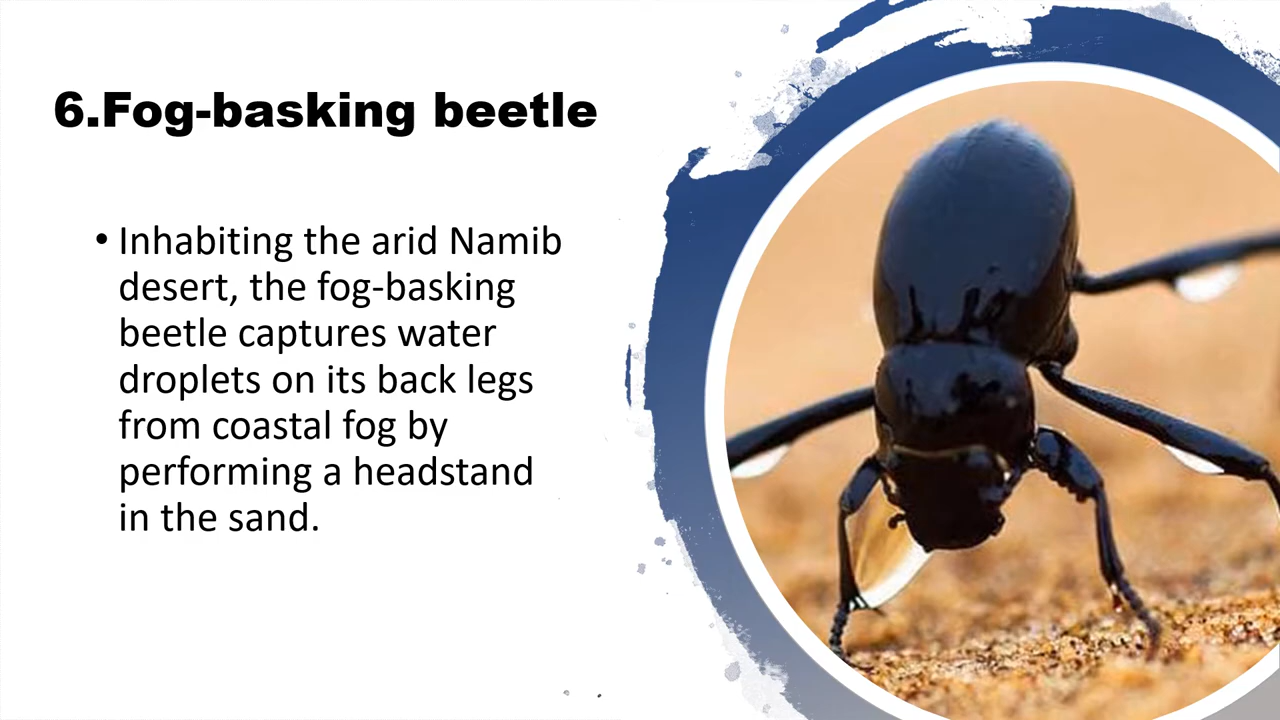 6.Fog-basking beetle
• Inhabiting the arid Namib
desert, the fog-basking
beetle captures water
droplets on its back legs
from coastal fog by
performing a headstand
in the sand.